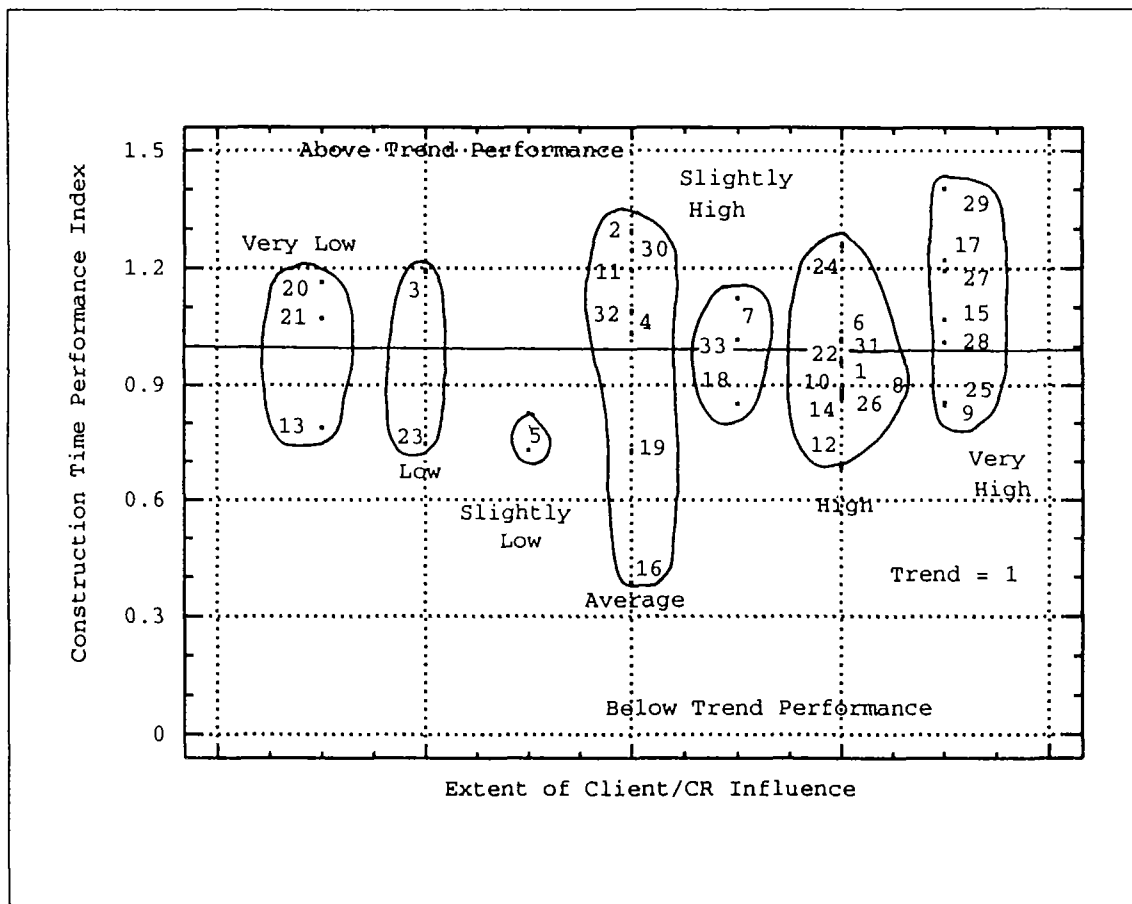 1.5
1.2
0.9
0.6
0.3
0
Construction Time Performance Index
Above Trend Performance
Very Low
20
21
13
3
23
Low
5
Slightly
Low
2
30
11
32
4
19
16
Average
Slightly
High
7
33
18
24
6
31
22
1
10
8
14
26
12
High
29
17
27
15
28
25
9
Very
High
Trend = 1
Below Trend Performance
Extent of Client/CR Influence